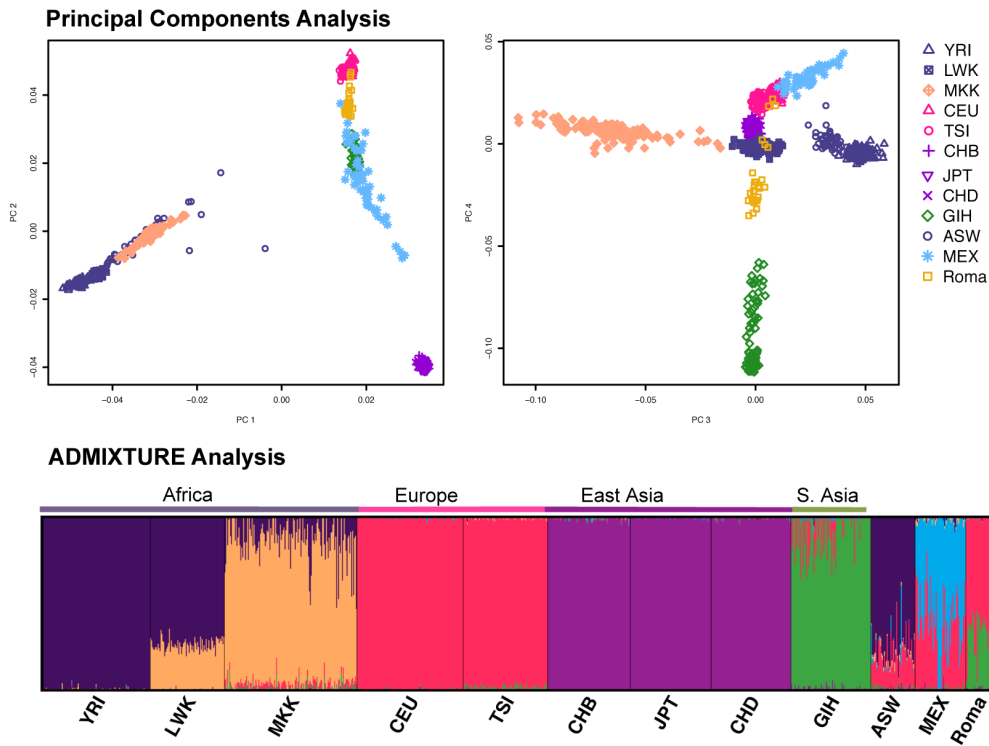 Principal Components Analysis
0.04
0.02
0.00
−0.02
−0.04
PC 2
−0.04
−0.02
0.00
0.02
PC 1
0.05
0.00
−0.05
−0.10
PC 4
−0.10
−0.05
0.00
0.05
PC 3
YRI
LWK
MKK
CEU
TSI
CHB
JPT
CHD
GIH
ASW
MEX
Roma
ADMIXTURE Analysis
Africa Europe East Asia S. Asia
YRI LWK MKK CEU TSI CHB JPT CHD GIH ASW MEX Roma